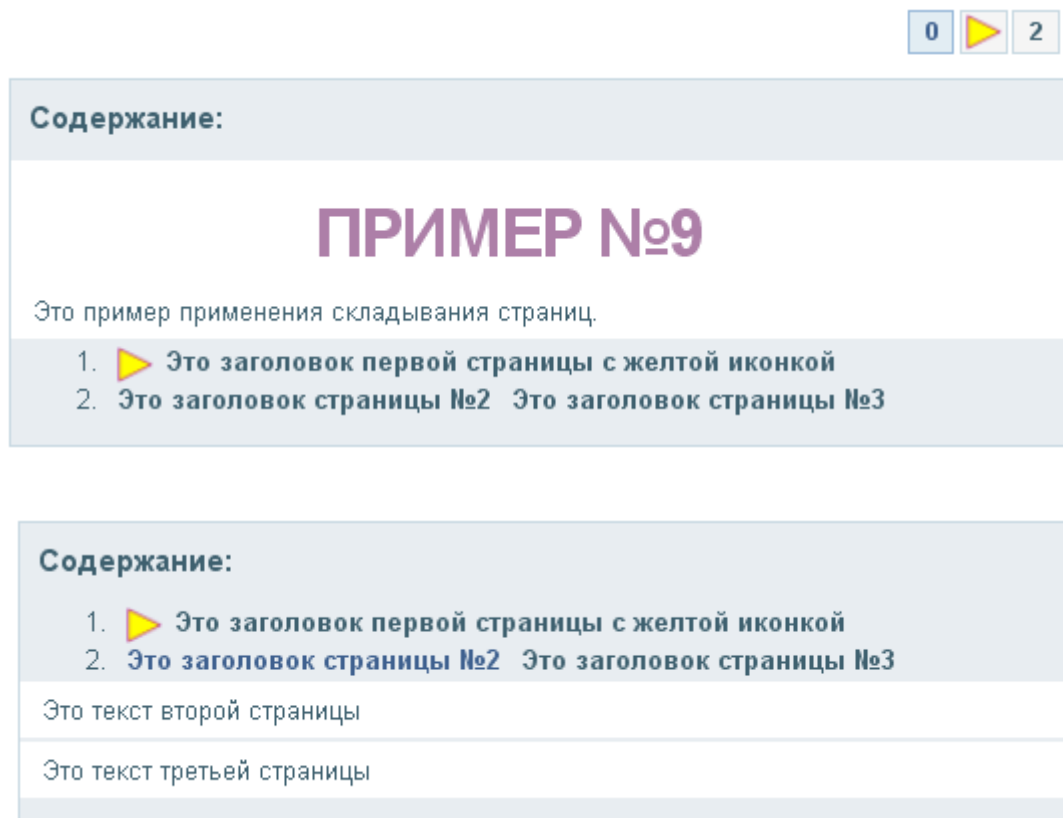 0 2
Содержание:
ПРИМЕР №9
Это пример применения складывания страниц.
1. Это заголовок первой страницы с желтой иконкой
2. Это заголовок страницы №2 Это заголовок страницы №3
Содержание:
1. Это заголовок первой страницы с желтой иконкой
2. Это заголовок страницы №2 Это заголовок страницы №3
Это текст второй страницы
Это текст третьей страницы